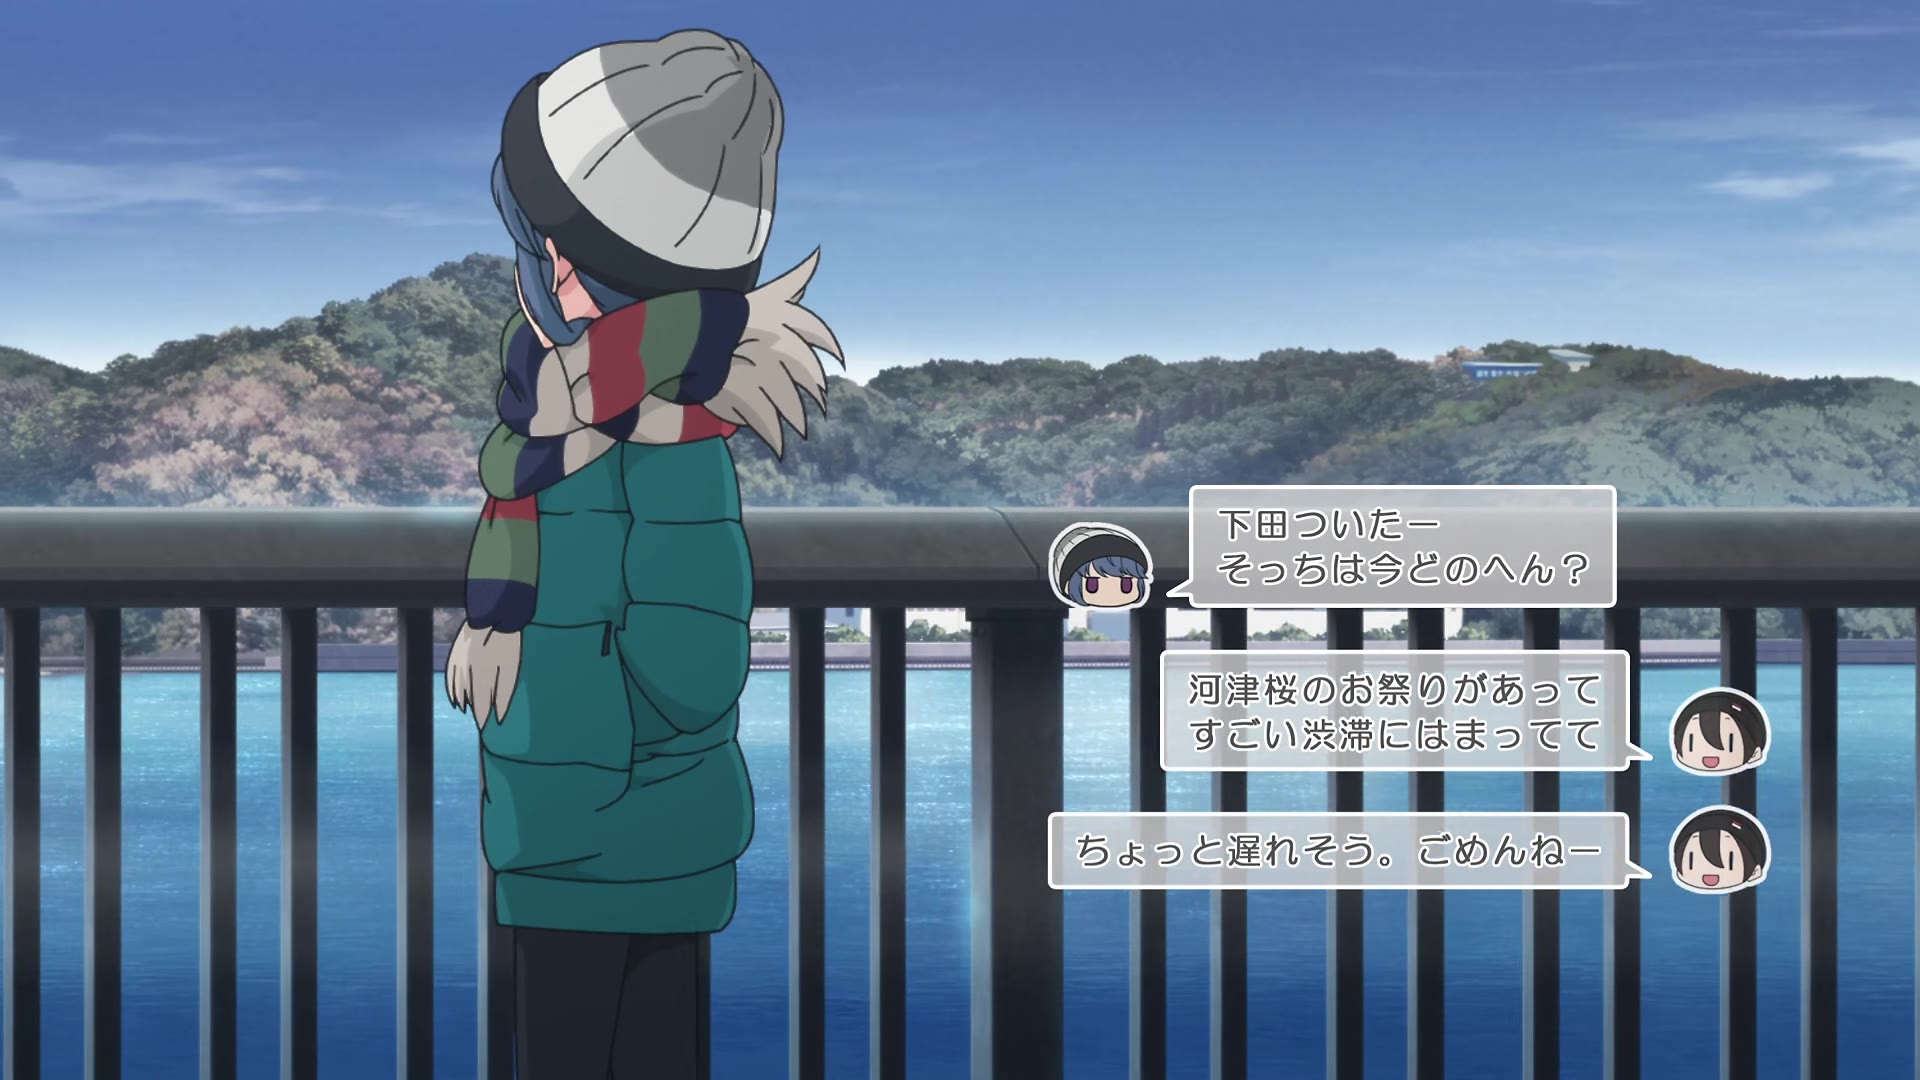 下田ついたー
そっちは今どのへん？
河津桜のお祭りがあって
すごい渋滞にはまってて
ちょっと遅れそう。ごめんねー